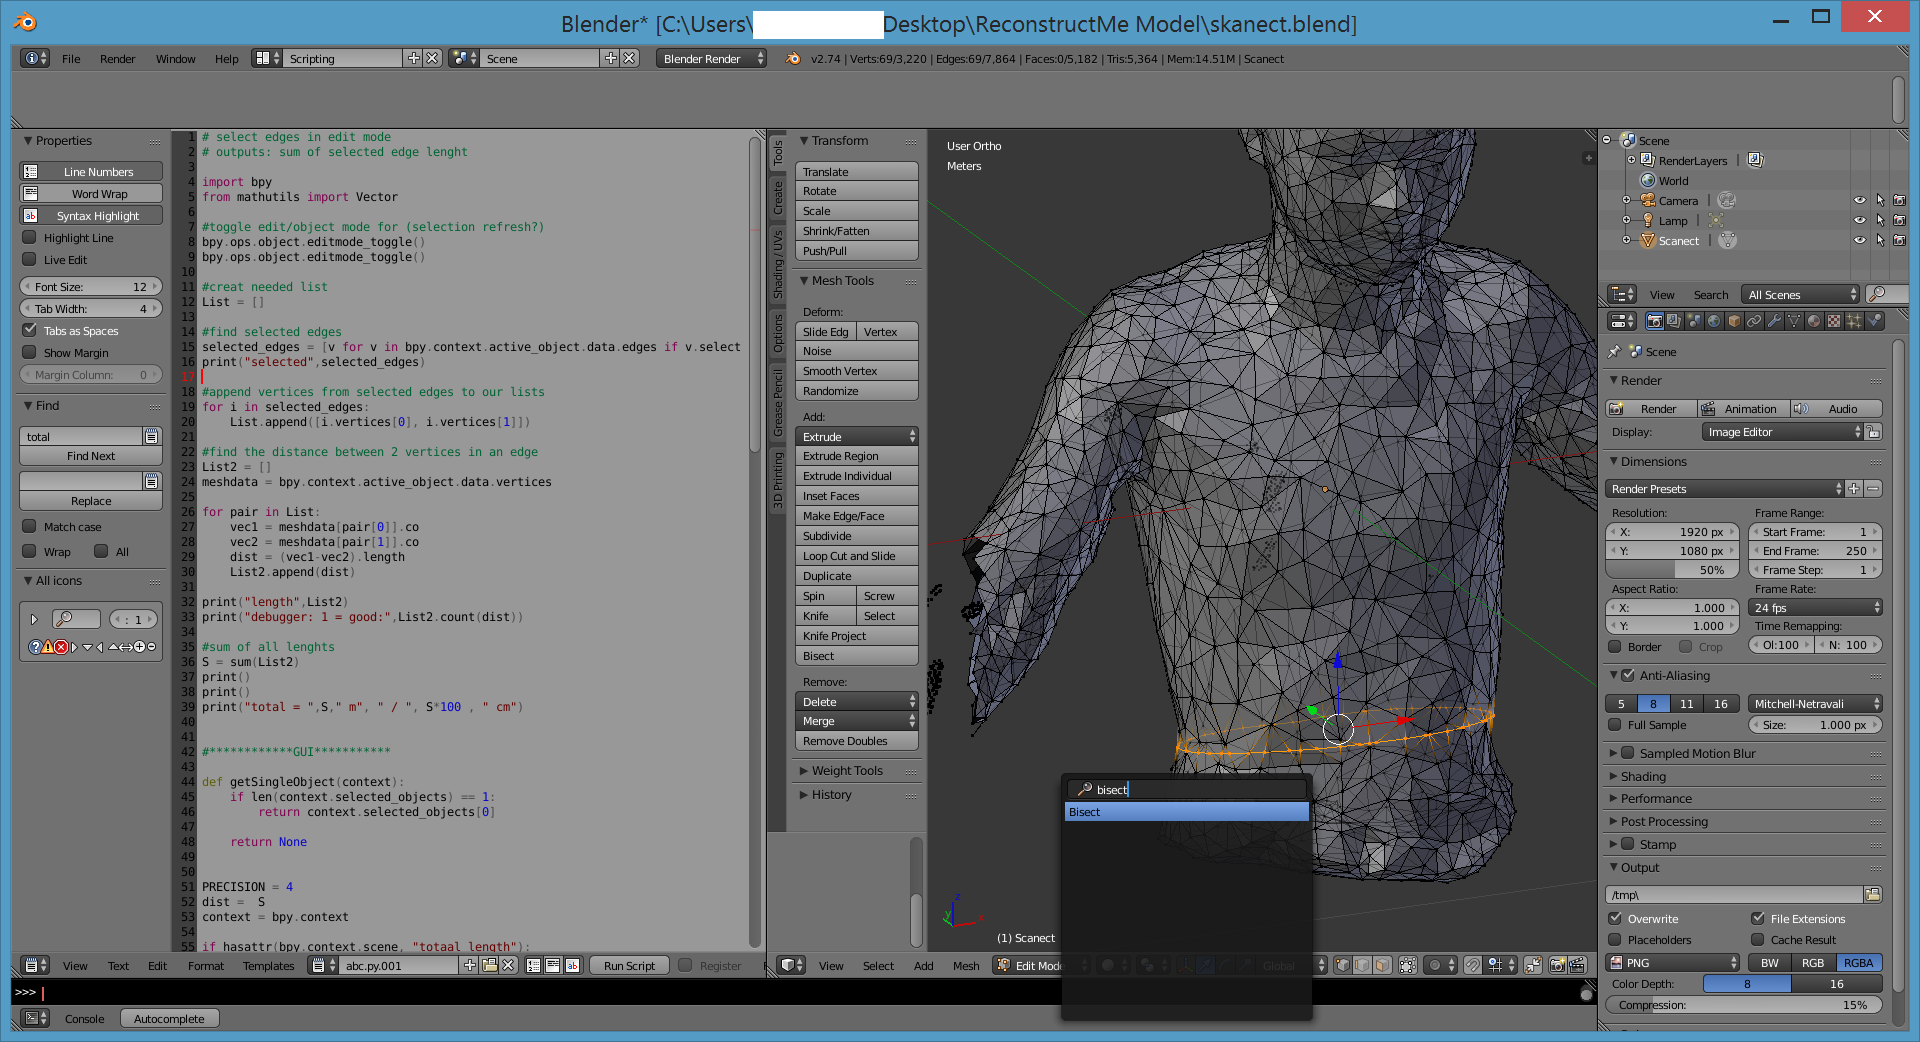 Blender* [C:\Users\ Desktop\ReconstructMe Model\skanect.blend]
File Render Window Help Scripting Scene Blender Render v2.74 | Verts:69/3,220 | Edges:69/7,864 | Faces:0/5,182 | Tris:5,364 | Mem:14.51M | Scanect
Properties
Line Numbers
Word Wrap
Syntax Highlight
Highlight Line
Live Edit
Font Size: 12
Tab Width: 4
Tabs as Spaces
Show Margin
Margin Column: 0
Find
total
Find Next
Replace
Match case
Wrap All
All icons
: 1
1 # select edges in edit mode
2 # outputs: sum of selected edge lenght
3
4 import bpy
5 from mathutils import Vector
6
7 #toggle edit/object mode for (selection refresh?)
8 bpy.ops.object.editmode_toggle()
9 bpy.ops.object.editmode_toggle()
10
11 #creat needed list
12 List = []
13
14 #find selected edges
15 selected_edges = [v for v in bpy.context.active_object.data.edges if v.select
16 print("selected",selected_edges)
17
18 #append vertices from selected edges to our lists
19 for i in selected_edges:
20 List.append([i.vertices[0], i.vertices[1]])
21
22 #find the distance between 2 vertices in an edge
23 List2 = []
24 meshdata = bpy.context.active_object.data.vertices
25
26 for pair in List:
27 vec1 = meshdata[pair[0]].co
28 vec2 = meshdata[pair[1]].co
29 dist = (vec1-vec2).length
30 List2.append(dist)
31
32 print("length",List2)
33 print("debugger: 1 = good:",List2.count(dist))
34
35 #sum of all lenghts
36 S = sum(List2)
37 print()
38 print()
39 print("total = ",S," m", " / ", S*100 , " cm")
40
41
42 #************GUI***********
43
44 def getSingleObject(context):
45 if len(context.selected_objects) == 1:
46 return context.selected_objects[0]
47
48 return None
49
50
51 PRECISION = 4
52 dist = S
53 context = bpy.context
54
55 if hasattr(bpy.context.scene, "totaal_length"):
View Text Edit Format Templates abc.py.001 Run Script Register
>>>
Console Autocomplete
Tools
Create
Shading / UVs
Options
Grease Pencil
3D Printing
Transform
Translate
Rotate
Scale
Shrink/Fatten
Push/Pull
Mesh Tools
Deform:
Slide Edg Vertex
Noise
Smooth Vertex
Randomize
Add:
Extrude
Extrude Region
Extrude Individual
Inset Faces
Make Edge/Face
Subdivide
Loop Cut and Slide
Duplicate
Spin Screw
Knife Select
Knife Project
Bisect
Remove:
Delete
Merge
Remove Doubles
Weight Tools
History
User Ortho
Meters
bisect
Bisect
z
y
x
(1) Scanect
View Select Add Mesh Edit Mode Global
Scene
RenderLayers
World
Camera
Lamp
Scanect
View Search All Scenes
Scene
Render
Render Animation Audio
Display: Image Editor
Dimensions
Render Presets
Resolution: Frame Range:
X: 1920 px Start Frame: 1
Y: 1080 px End Frame: 250
50% Frame Step: 1
Aspect Ratio: Frame Rate:
X: 1.000 24 fps
Y: 1.000 Time Remapping:
Border Crop Ol:100 N: 100
Anti-Aliasing
5 8 11 16 Mitchell-Netravali
Full Sample Size: 1.000 px
Sampled Motion Blur
Shading
Performance
Post Processing
Stamp
Output
/tmp\
Overwrite File Extensions
Placeholders Cache Result
PNG BW RGB RGBA
Color Depth: 8 16
Compression: 15%